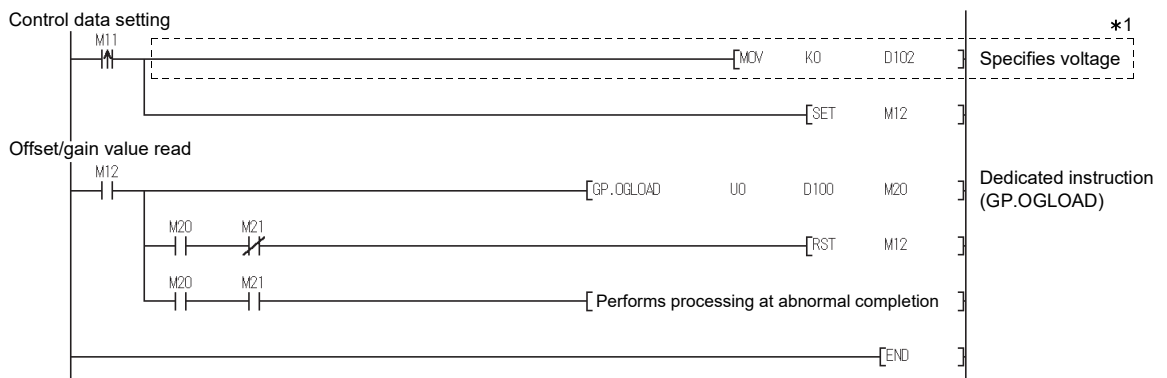 Control data setting
*1
M11
MOV K0 D102 Specifies voltage
SET M12
Offset/gain value read
M12
GP.OGLOAD U0 D100 M20 Dedicated instruction
(GP.OGLOAD)
M20 M21
RST M12
M20 M21
Performs processing at abnormal completion
END